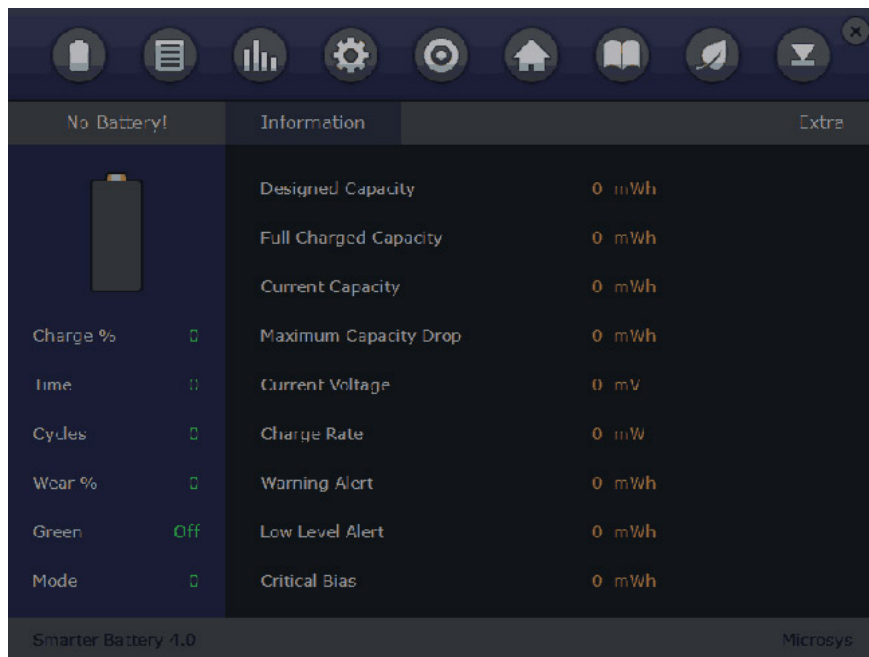 No Battery! Information Extra
Designed Capacity 0 mWh
Full Charged Capacity 0 mWh
Current Capacity 0 mWh
Charge % 0 Maximum Capacity Drop 0 mWh
Time 0 Current Voltage 0 mV
Cycles 0 Charge Rate 0 mW
Wear % 0 Warning Alert 0 mWh
Green Off Low Level Alert 0 mWh
Mode 0 Critical Bias 0 mWh
Smarter Battery 4.0 Microsys